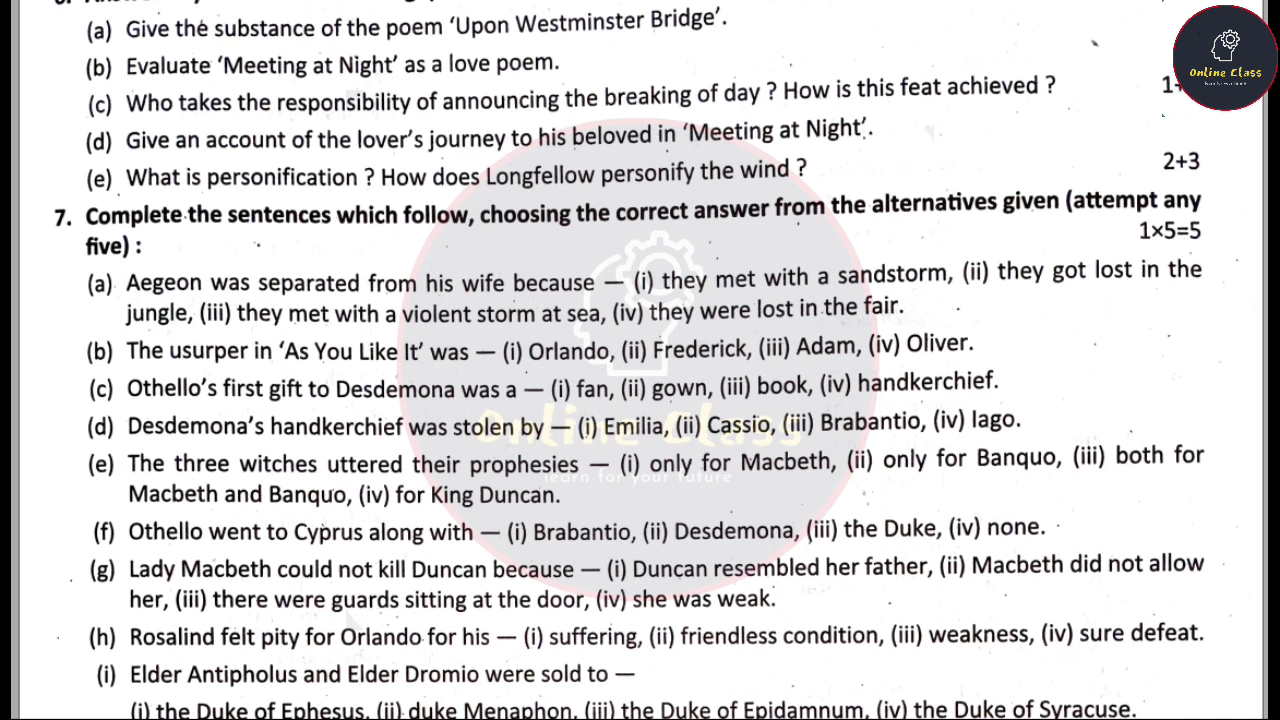 (a) Give the substance of the poem ‘Upon Westminster Bridge’.
(b) Evaluate ‘Meeting at Night’ as a love poem.
(c) Who takes the responsibility of announcing the breaking of day ? How is this feat achieved ?
(d) Give an account of the lover’s journey to his beloved in ‘Meeting at Night’.
(e) What is personification ? How does Longfellow personify the wind ? 2+3
7. Complete the sentences which follow, choosing the correct answer from the alternatives given (attempt any
five) : 1×5=5
(a) Aegeon was separated from his wife because — (i) they met with a sandstorm, (ii) they got lost in the
jungle, (iii) they met with a violent storm at sea, (iv) they were lost in the fair.
(b) The usurper in ‘As You Like It’ was — (i) Orlando, (ii) Frederick, (iii) Adam, (iv) Oliver.
(c) Othello’s first gift to Desdemona was a — (i) fan, (ii) gown, (iii) book, (iv) handkerchief.
(d) Desdemona’s handkerchief was stolen by — (i) Emilia, (ii) Cassio, (iii) Brabantio, (iv) Iago.
(e) The three witches uttered their prophesies — (i) only for Macbeth, (ii) only for Banquo, (iii) both for
Macbeth and Banquo, (iv) for King Duncan.
(f) Othello went to Cyprus along with — (i) Brabantio, (ii) Desdemona, (iii) the Duke, (iv) none.
(g) Lady Macbeth could not kill Duncan because — (i) Duncan resembled her father, (ii) Macbeth did not allow
her, (iii) there were guards sitting at the door, (iv) she was weak.
(h) Rosalind felt pity for Orlando for his — (i) suffering, (ii) friendless condition, (iii) weakness, (iv) sure defeat.
(i) Elder Antipholus and Elder Dromio were sold to —
(i) the Duke of Ephesus, (ii) duke Menaphon, (iii) the Duke of Epidamnum, (iv) the Duke of Syracuse.
Online Class
learn for your future
Online Class